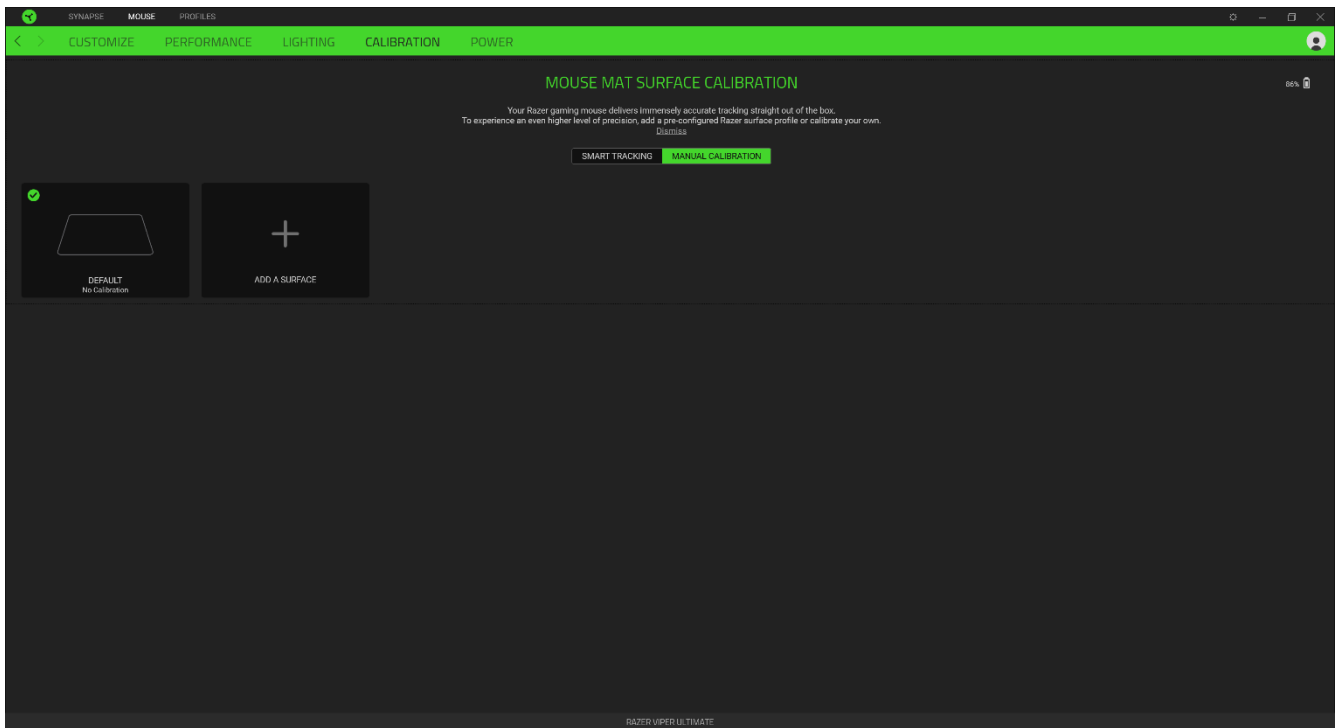 SYNAPSE MOUSE PROFILES
CUSTOMIZE PERFORMANCE LIGHTING CALIBRATION POWER
MOUSE MAT SURFACE CALIBRATION
86%
Your Razer gaming mouse delivers immensely accurate tracking straight out of the box.
To experience an even higher level of precision, add a pre-configured Razer surface profile or calibrate your own.
Dismiss
SMART TRACKING MANUAL CALIBRATION
DEFAULT
No Calibration
ADD A SURFACE
RAZER VIPER ULTIMATE